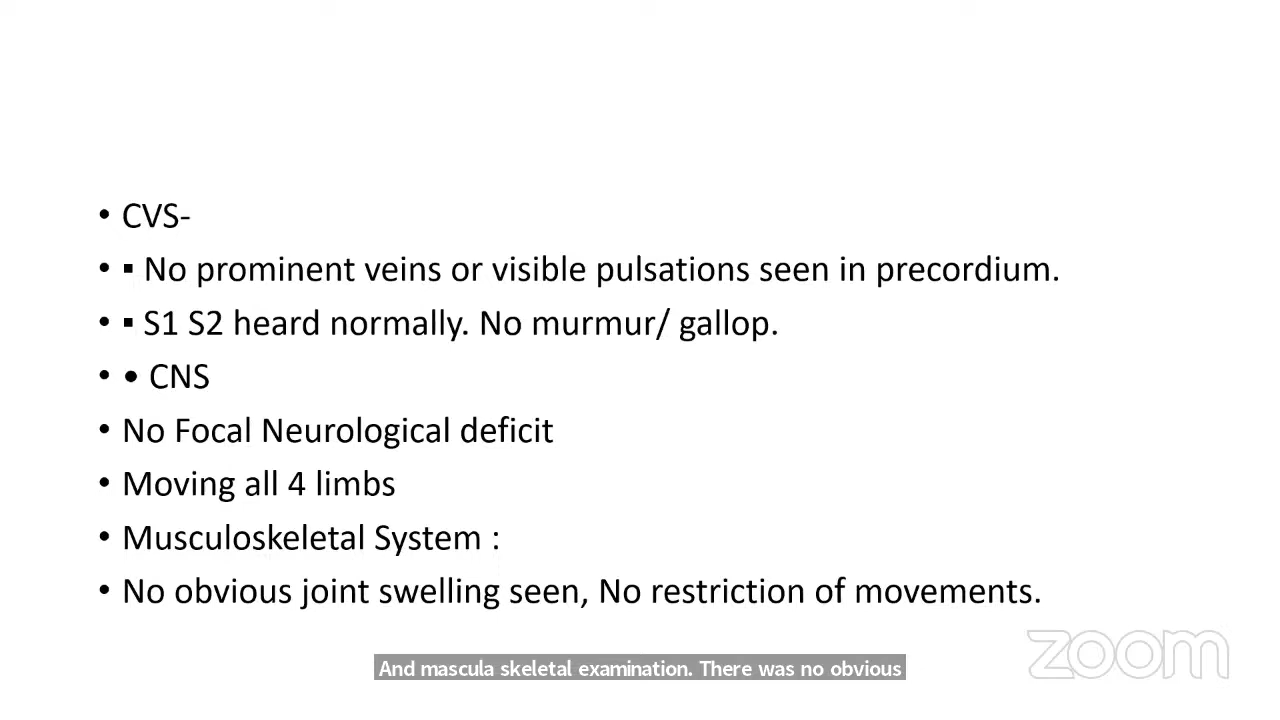 • CVS-
• ▪ No prominent veins or visible pulsations seen in precordium.
• ▪ S1 S2 heard normally. No murmur/ gallop.
• • CNS
• No Focal Neurological deficit
• Moving all 4 limbs
• Musculoskeletal System :
• No obvious joint swelling seen, No restriction of movements.
zoom
And mascula skeletal examination. There was no obvious